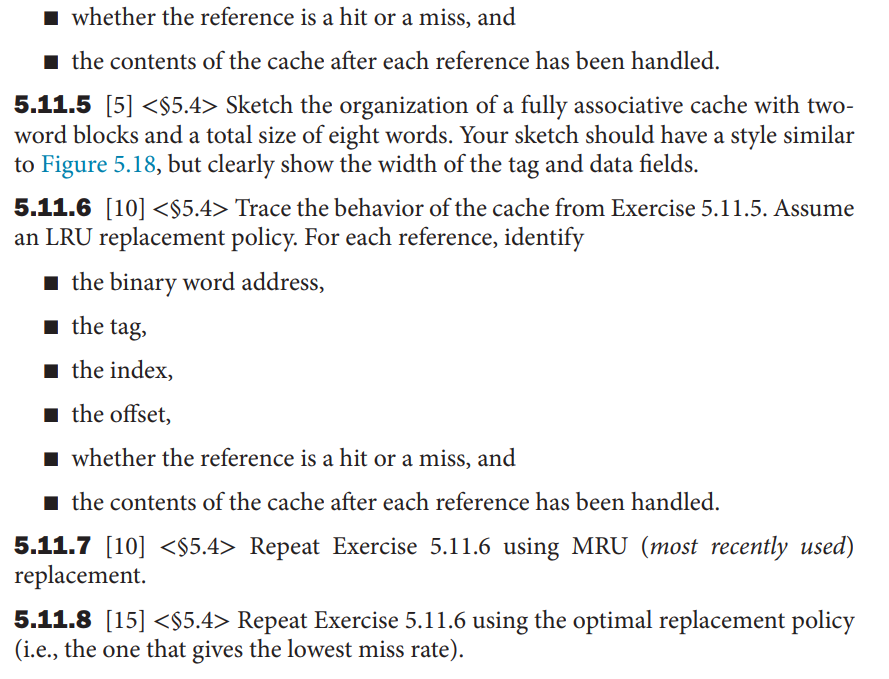 ■ whether the reference is a hit or a miss, and
■ the contents of the cache after each reference has been handled.
5.11.5 [5] <§5.4> Sketch the organization of a fully associative cache with two-
word blocks and a total size of eight words. Your sketch should have a style similar
to Figure 5.18, but clearly show the width of the tag and data fields.
5.11.6 [10] <§5.4> Trace the behavior of the cache from Exercise 5.11.5. Assume
an LRU replacement policy. For each reference, identify
■ the binary word address,
■ the tag,
■ the index,
■ the offset,
■ whether the reference is a hit or a miss, and
■ the contents of the cache after each reference has been handled.
5.11.7 [10] <§5.4> Repeat Exercise 5.11.6 using MRU (most recently used)
replacement.
5.11.8 [15] <§5.4> Repeat Exercise 5.11.6 using the optimal replacement policy
(i.e., the one that gives the lowest miss rate).